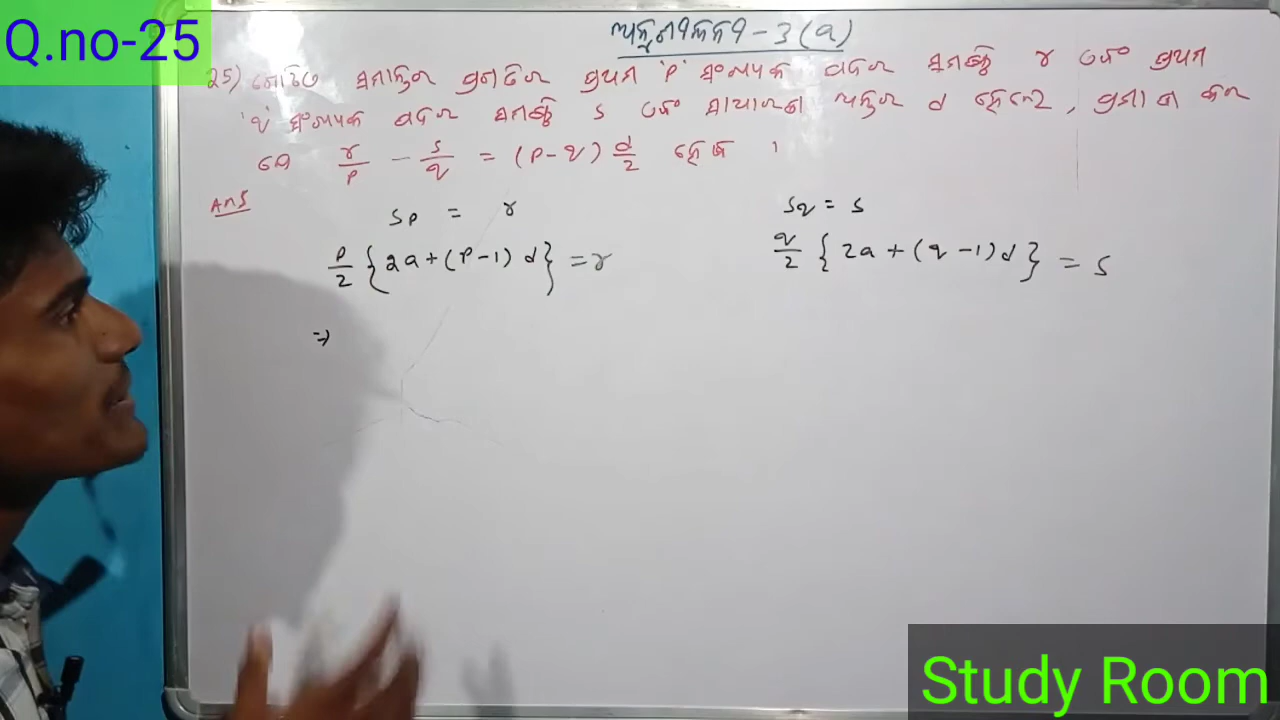 Q.no-25
ଅନୁଶୀଳନୀ - 3(a)
25) ଗୋଟିଏ ସମାନ୍ତର ପ୍ରଗତିର ପ୍ରଥମ 'P' ସଂଖ୍ୟକ ପଦର ସମଷ୍ଟି r ଏବଂ ପ୍ରଥମ
'q' ସଂଖ୍ୟକ ପଦର ସମଷ୍ଟି S ଏବଂ ସାଧାରଣ ଅନ୍ତର d ହେଲେ, ପ୍ରମାଣ କର
ଯେ r/p - s/q = (p-q) d/2 ହେବ ।
Ans
Sp = r
Sq = s
p/2 {2a+(p-1)d} = r
q/2 {2a+(q-1)d} = s
⇒
Study Room